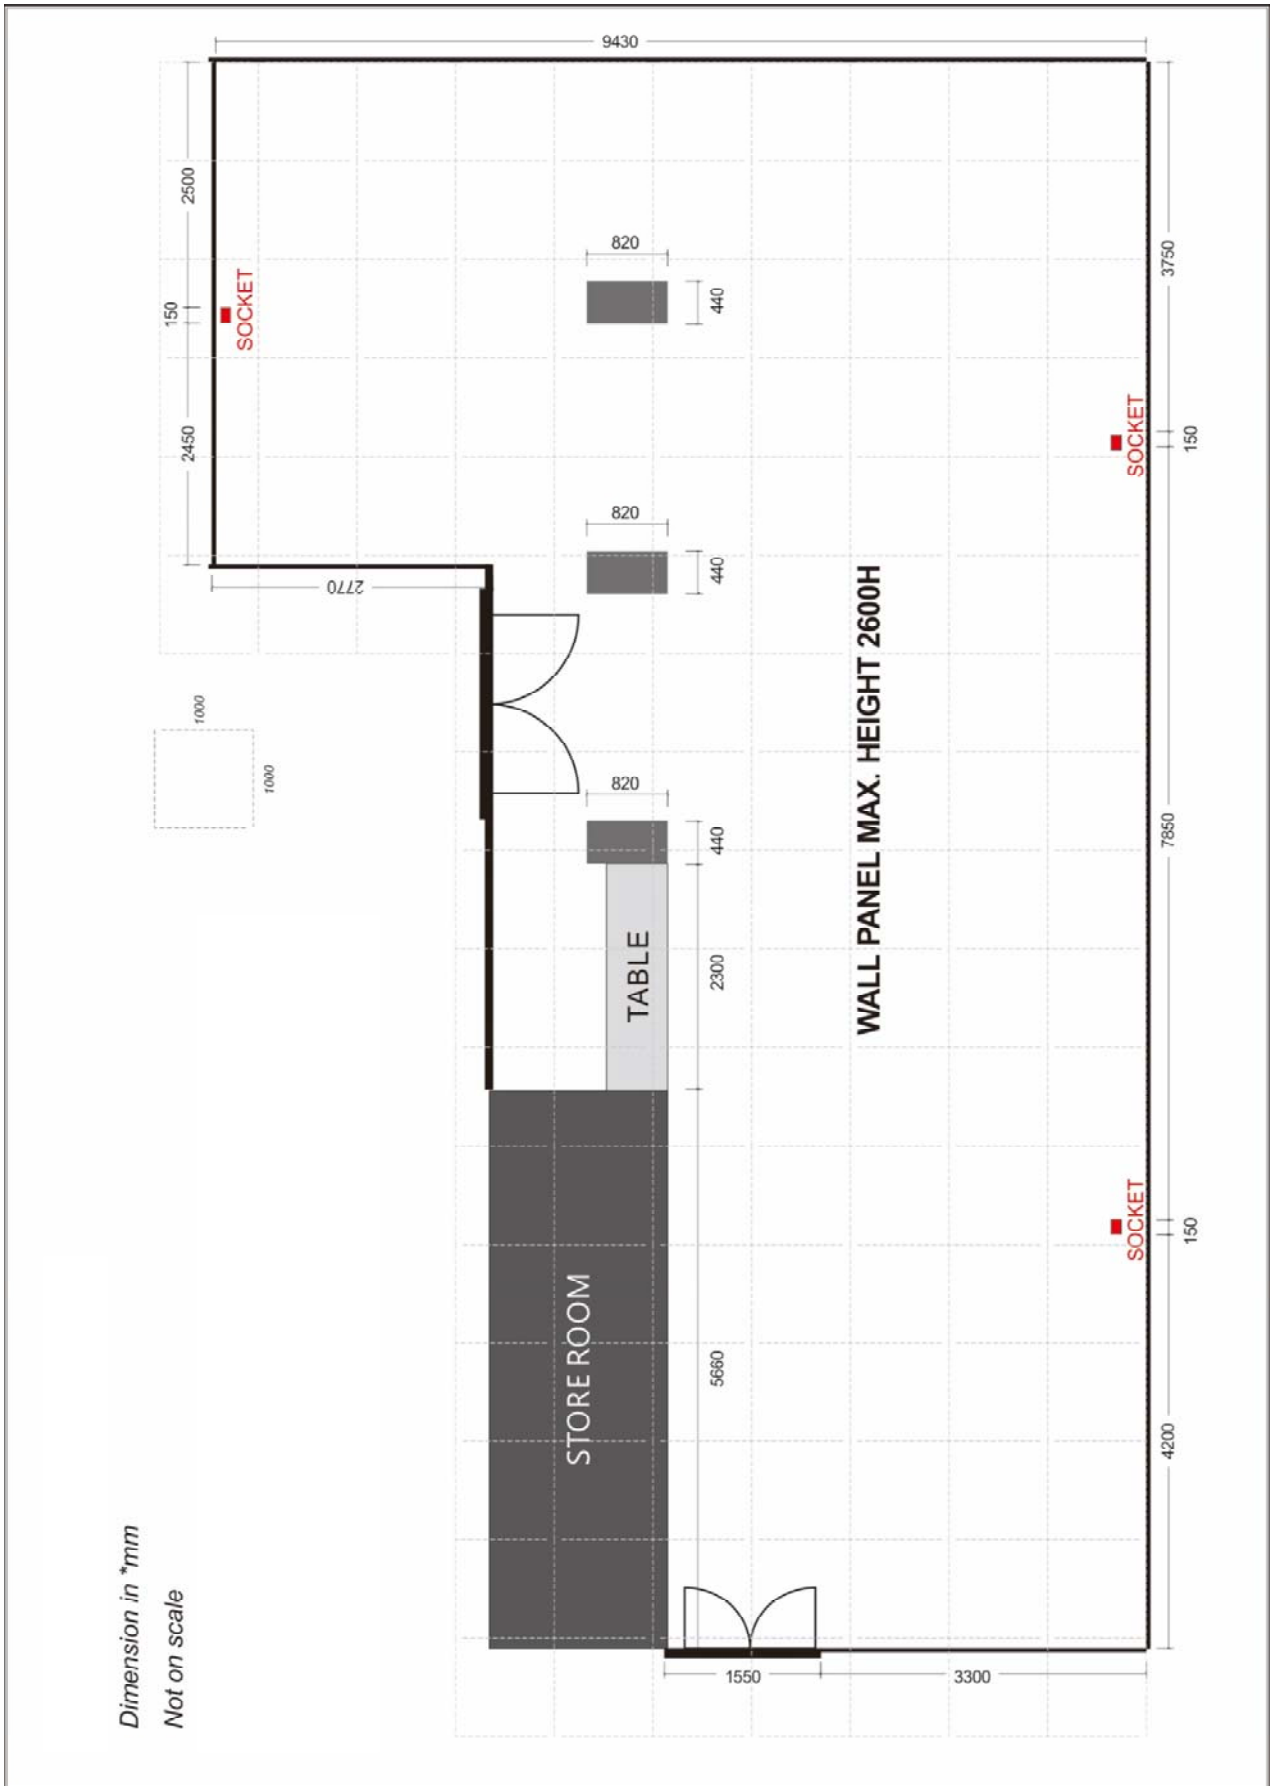 9430
2500
150
SOCKET
2450
2770
820
440
820
440
820
440
3750
SOCKET
150
WALL PANEL MAX. HEIGHT 2600H
7850
1000
1000
TABLE
2300
STORE ROOM
5660
SOCKET
150
4200
1550
3300
Dimension in *mm
Not on scale